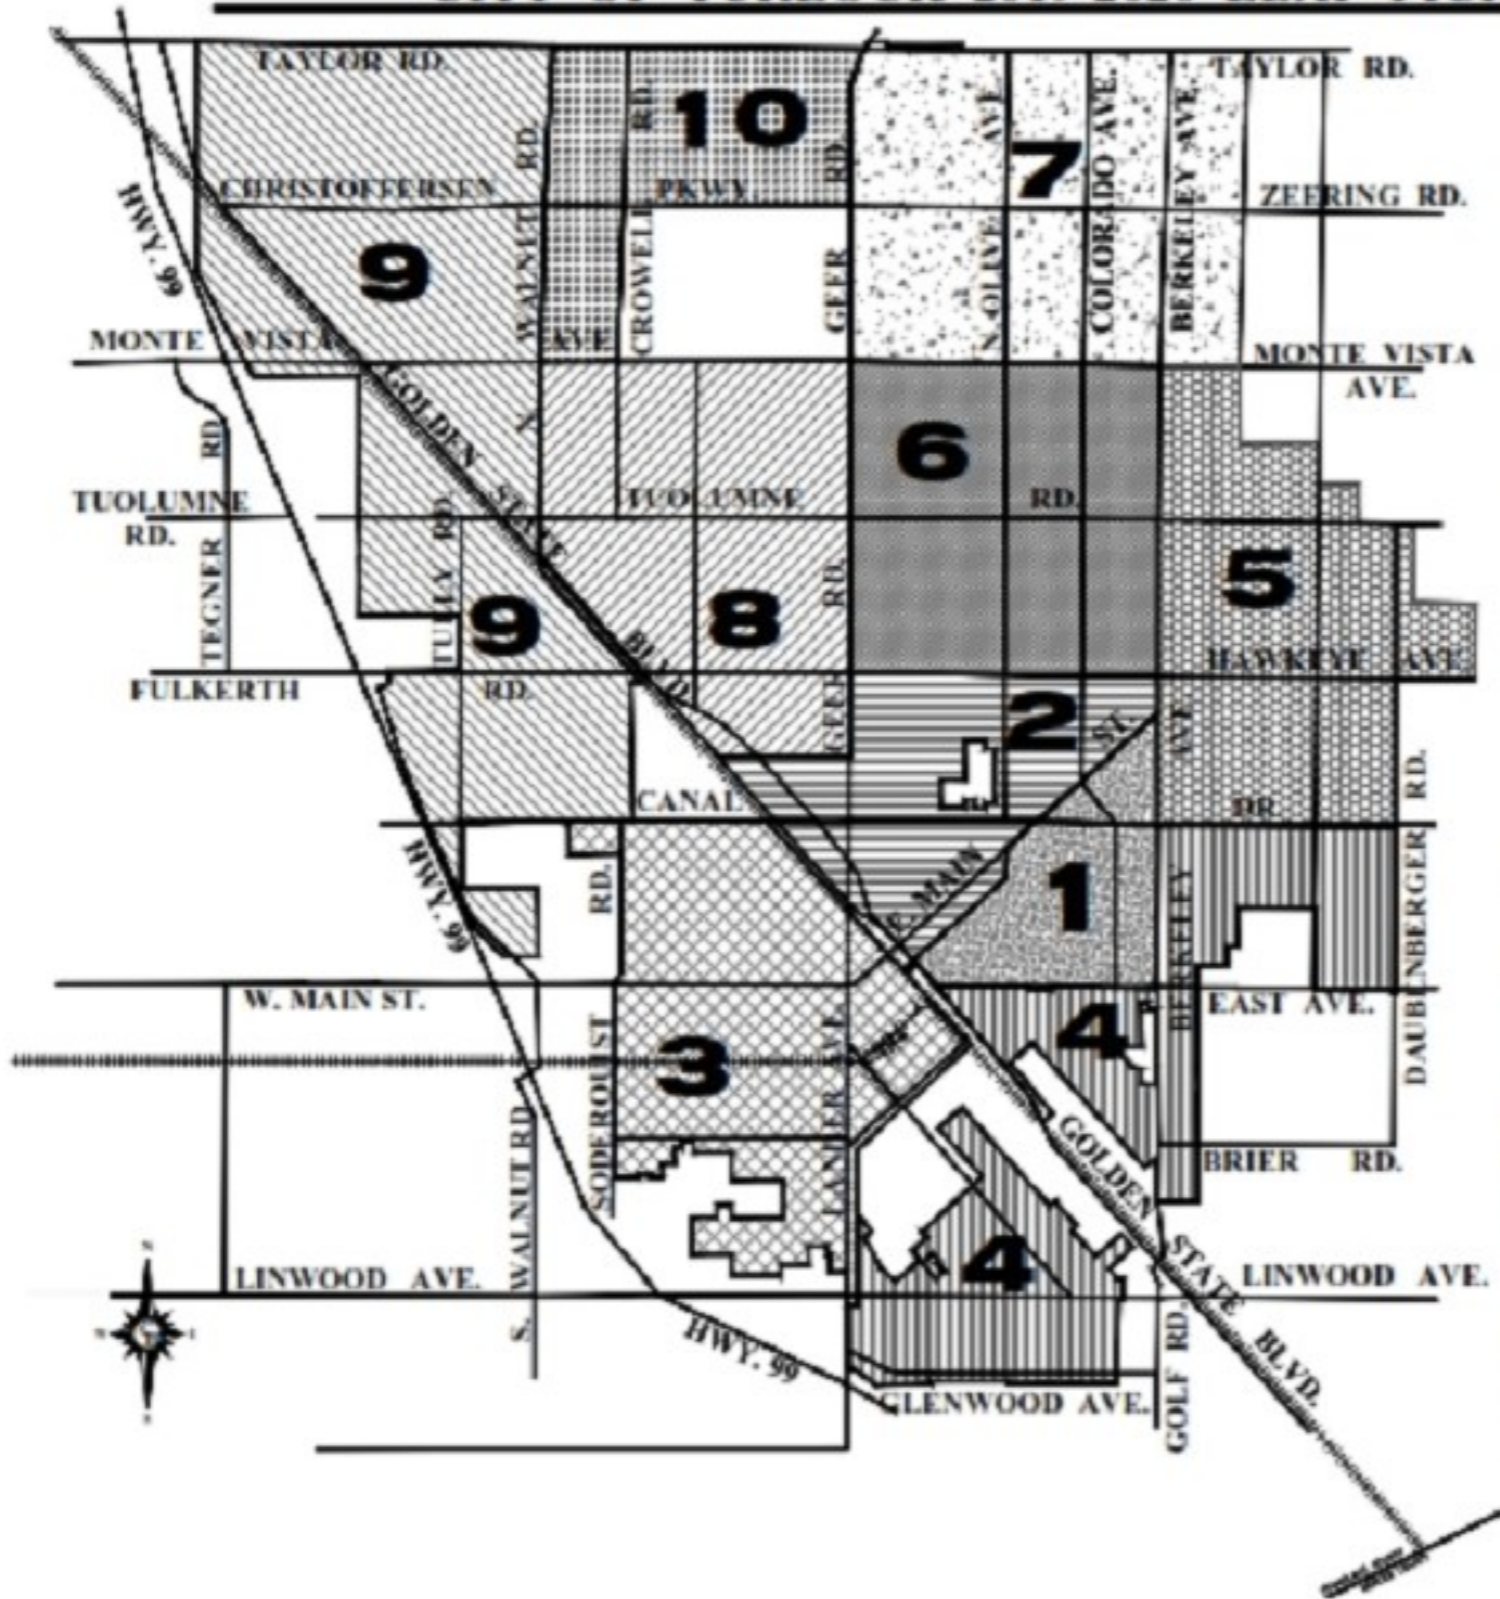 TAYLOR RD.
TAYLOR RD.
10
7
RD.
WALNUT RD.
CROWELL
GEER RD.
N. OLIVE AVE.
COLORADO AVE.
BERKELEY AVE.
CHRISTOFFERSEN PKWY.
ZEERING RD.
HWY. 99
9
MONTE VISTA AVE
MONTE VISTA
AVE.
GOLDEN STATE BLVD.
6
TEGNER RD
TUOLUMNE
RD.
TUOLUMNE RD.
TULLY RD.
GEER RD.
5
9
8
HAWKEYE AVE
FULKERTH RD.
GEER
2
ST.
AVE
CANAL DR
RD.
HWY. 99
RD.
E. MAIN
1
BERKELEY
DAUBENBERGER
W. MAIN ST.
EAST AVE.
4
3
SODERQUIST
LANDER AVE
S. WALNUT RD
GOLDEN STATE BLVD.
BRIER RD.
4
LINWOOD AVE.
LINWOOD AVE.
HWY. 99
GLENWOOD AVE.
GOLF RD.